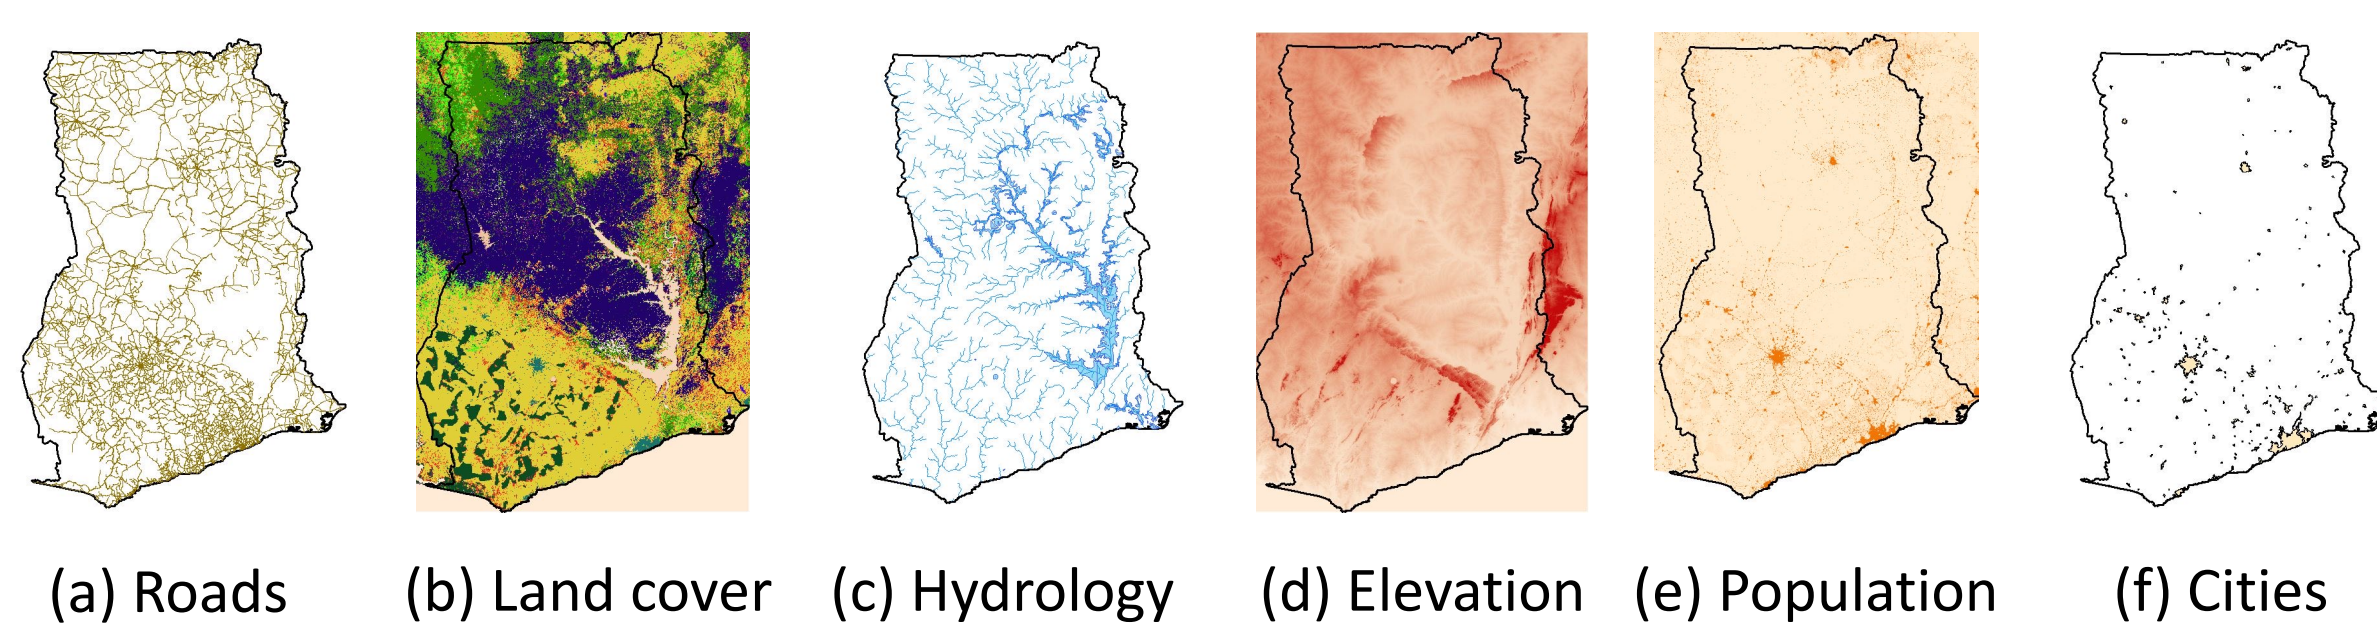 (a) Roads
(b) Land cover
(c) Hydrology
(d) Elevation
(e) Population
(f) Cities